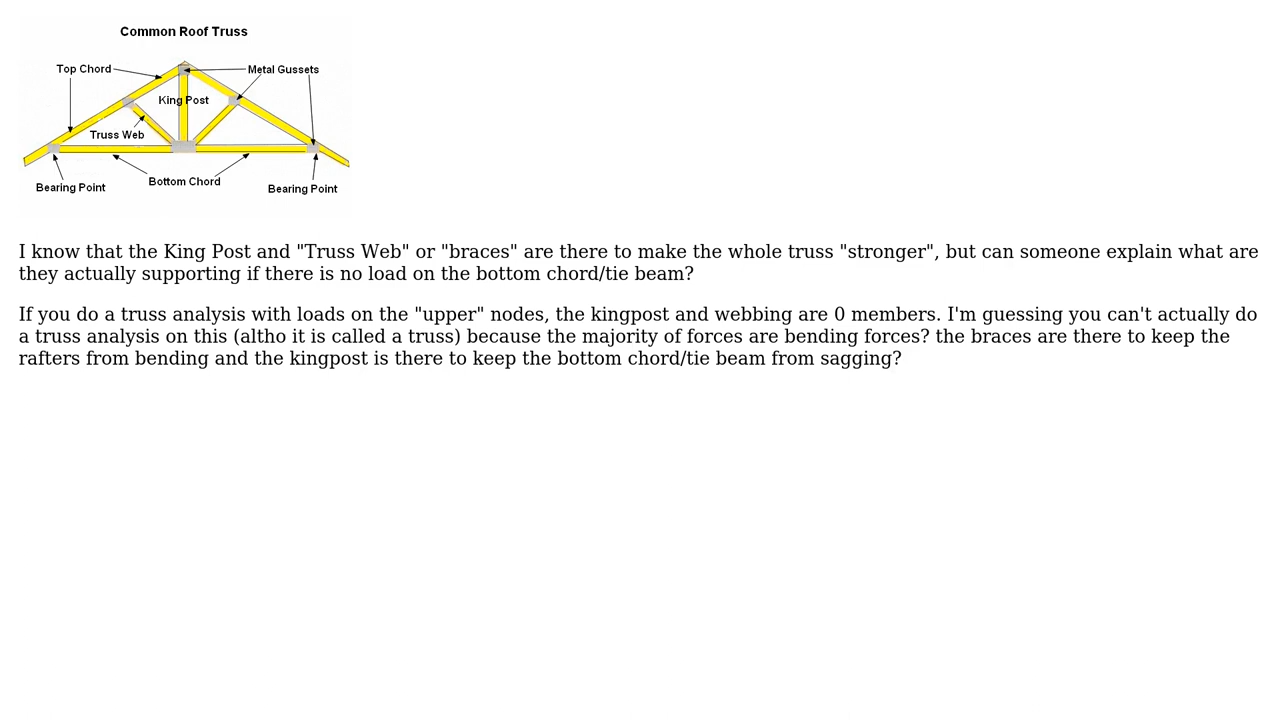 Common Roof Truss
Top Chord
Metal Gussets
King Post
Truss Web
Bottom Chord
Bearing Point
Bearing Point
I know that the King Post and "Truss Web" or "braces" are there to make the whole truss "stronger", but can someone explain what are
they actually supporting if there is no load on the bottom chord/tie beam?
If you do a truss analysis with loads on the "upper" nodes, the kingpost and webbing are 0 members. I'm guessing you can't actually do
a truss analysis on this (altho it is called a truss) because the majority of forces are bending forces? the braces are there to keep the
rafters from bending and the kingpost is there to keep the bottom chord/tie beam from sagging?